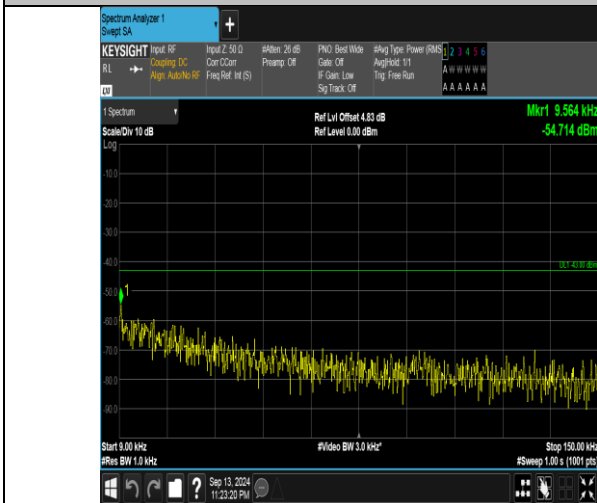 Spectrum Analyzer 1
Swept SA
+
KEYSIGHT
RL
Input: RF
Coupling: DC
Align: Auto/No RF
Input Z: 50 Ω
Corr CCorr
Freq Ref: Int (S)
#Atten: 26 dB
Preamp: Off
PNO: Best Wide
Gate: Off
IF Gain: Low
Sig Track: Off
#Avg Type: Power (RMS
Avg|Hold: 1/1
Trig: Free Run
1 2 3 4 5 6
A W W W W W
A A A A A A
1 Spectrum
Scale/Div 10 dB
Ref Lvl Offset 4.83 dB
Ref Level 0.00 dBm
Mkr1 9.564 kHz
-54.714 dBm
Log
-10.0
-20.0
-30.0
-40.0
DL1 -43.00 dBm
-50.0
1
-60.0
-70.0
-80.0
-90.0
Start 9.00 kHz
#Res BW 1.0 kHz
#Video BW 3.0 kHz*
Stop 150.00 kHz
#Sweep 1.00 s (1001 pts)
?
Sep 13, 2024
11:23:20 PM